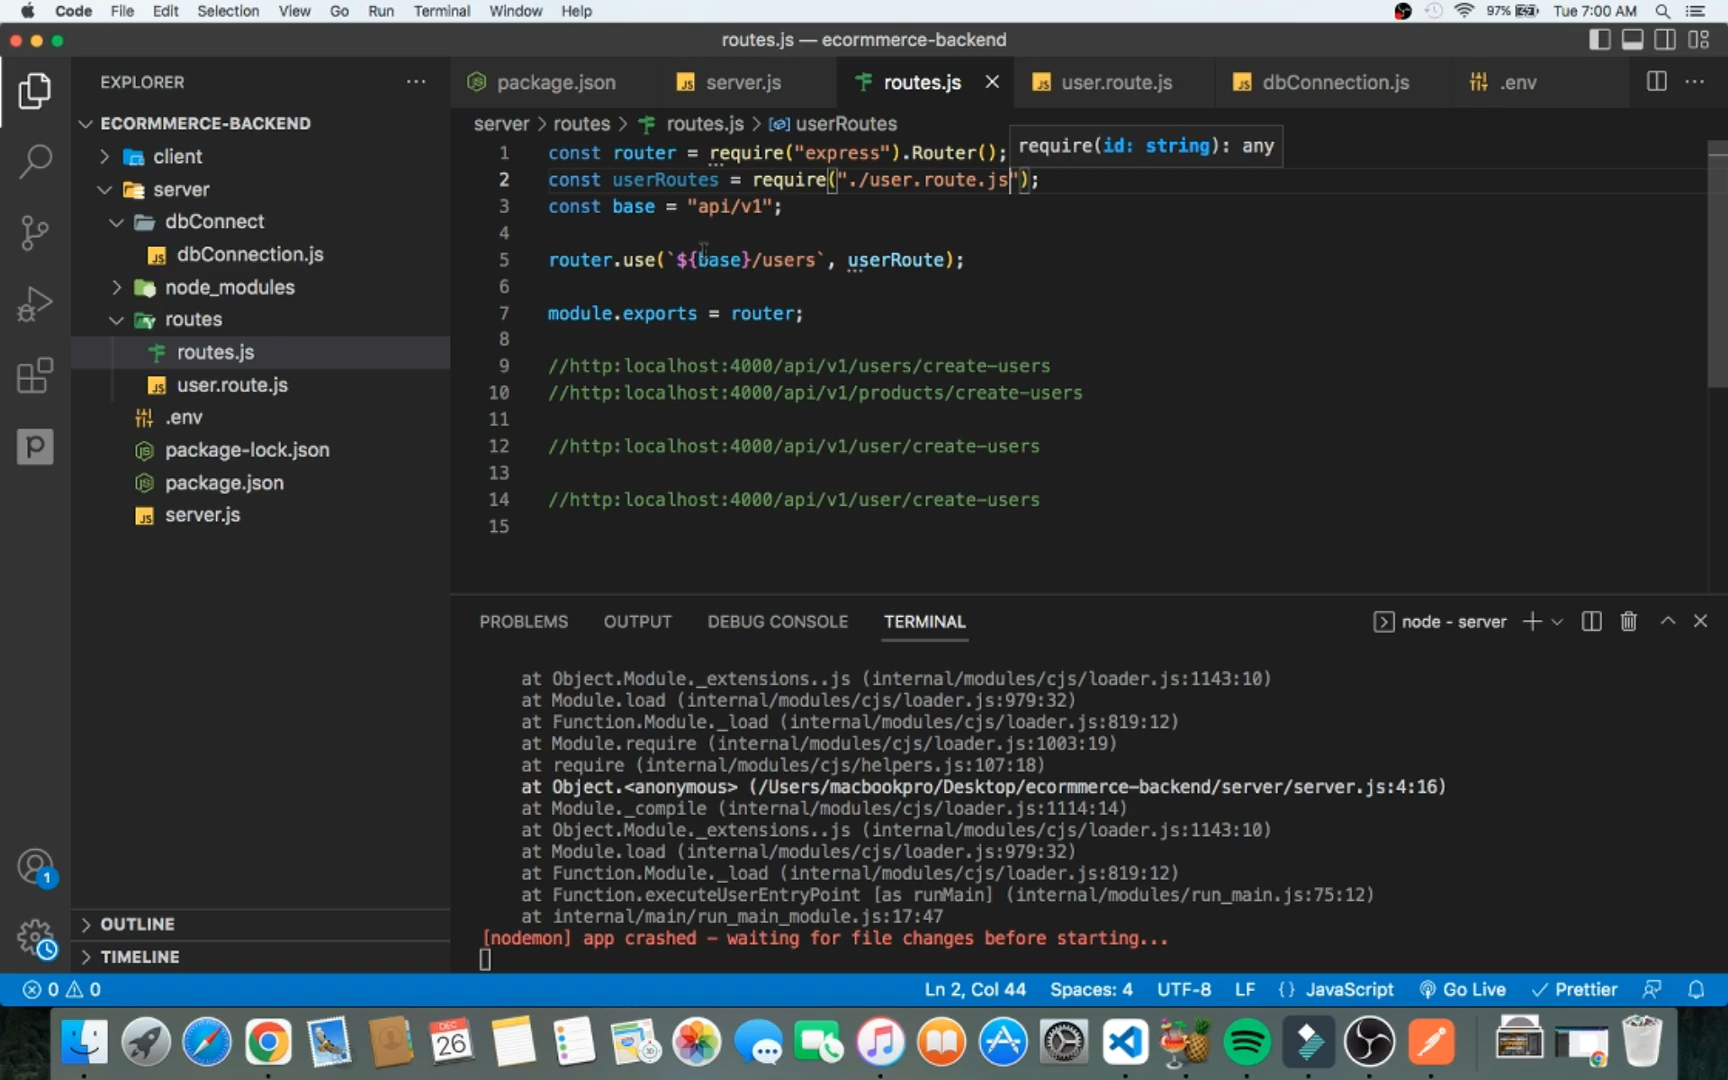 Code File Edit Selection View Go Run Terminal Window Help 97% Tue 7:00 AM
routes.js — ecormmerce-backend
EXPLORER
package.json server.js routes.js user.route.js dbConnection.js .env
ECORMMERCE-BACKEND
server > routes > routes.js > userRoutes
client
server
dbConnect
dbConnection.js
node_modules
routes
routes.js
user.route.js
.env
package-lock.json
package.json
server.js
require(id: string): any
1 const router = require("express").Router();
2 const userRoutes = require("./user.route.js");
3 const base = "api/v1";
4
5 router.use(`${base}/users`, userRoute);
6
7 module.exports = router;
8
9 //http:localhost:4000/api/v1/users/create-users
10 //http:localhost:4000/api/v1/products/create-users
11
12 //http:localhost:4000/api/v1/user/create-users
13
14 //http:localhost:4000/api/v1/user/create-users
15
PROBLEMS OUTPUT DEBUG CONSOLE TERMINAL node - server
at Object.Module._extensions..js (internal/modules/cjs/loader.js:1143:10)
at Module.load (internal/modules/cjs/loader.js:979:32)
at Function.Module._load (internal/modules/cjs/loader.js:819:12)
at Module.require (internal/modules/cjs/loader.js:1003:19)
at require (internal/modules/cjs/helpers.js:107:18)
at Object.<anonymous> (/Users/macbookpro/Desktop/ecormmerce-backend/server/server.js:4:16)
at Module._compile (internal/modules/cjs/loader.js:1114:14)
at Object.Module._extensions..js (internal/modules/cjs/loader.js:1143:10)
at Module.load (internal/modules/cjs/loader.js:979:32)
at Function.Module._load (internal/modules/cjs/loader.js:819:12)
at Function.executeUserEntryPoint [as runMain] (internal/modules/run_main.js:75:12)
at internal/main/run_main_module.js:17:47
[nodemon] app crashed - waiting for file changes before starting...
1
OUTLINE
TIMELINE
0 0 Ln 2, Col 44 Spaces: 4 UTF-8 LF {} JavaScript Go Live Prettier
DEC
26